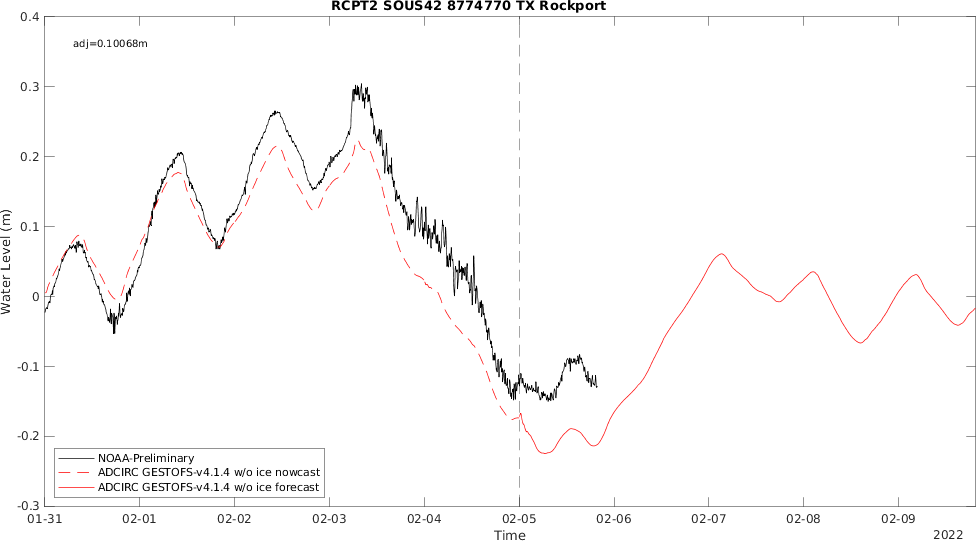 RCPT2 SOUS42 8774770 TX Rockport
adj=0.10068m
0.4
0.3
0.2
0.1
0
-0.1
-0.2
-0.3
Water Level (m)
NOAA-Preliminary
ADCIRC GESTOFS-v4.1.4 w/o ice nowcast
ADCIRC GESTOFS-v4.1.4 w/o ice forecast
01-31 02-01 02-02 02-03 02-04 02-05 02-06 02-07 02-08 02-09
Time
2022